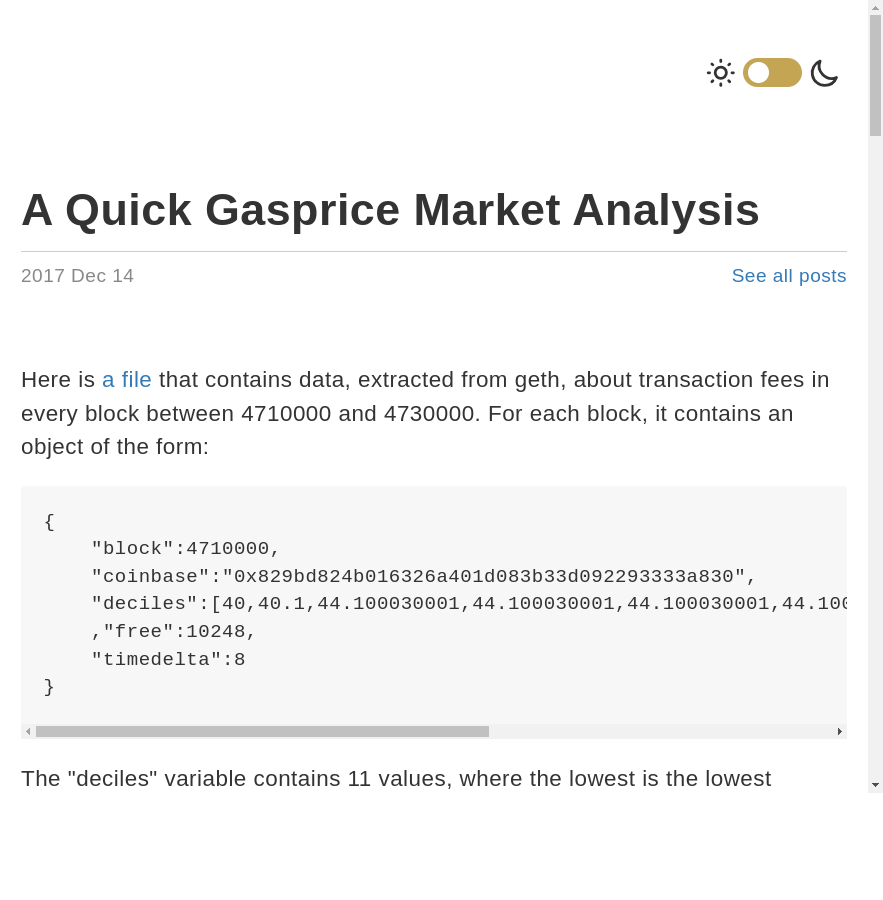 A Quick Gasprice Market Analysis
2017 Dec 14
See all posts
Here is a file that contains data, extracted from geth, about transaction fees in
every block between 4710000 and 4730000. For each block, it contains an
object of the form:
{
    "block":4710000,
    "coinbase":"0x829bd824b016326a401d083b33d092293333a830",
    "deciles":[40,40.1,44.100030001,44.100030001,44.100030001,44.100
    ,"free":10248,
    "timedelta":8
}
The "deciles" variable contains 11 values, where the lowest is the lowest